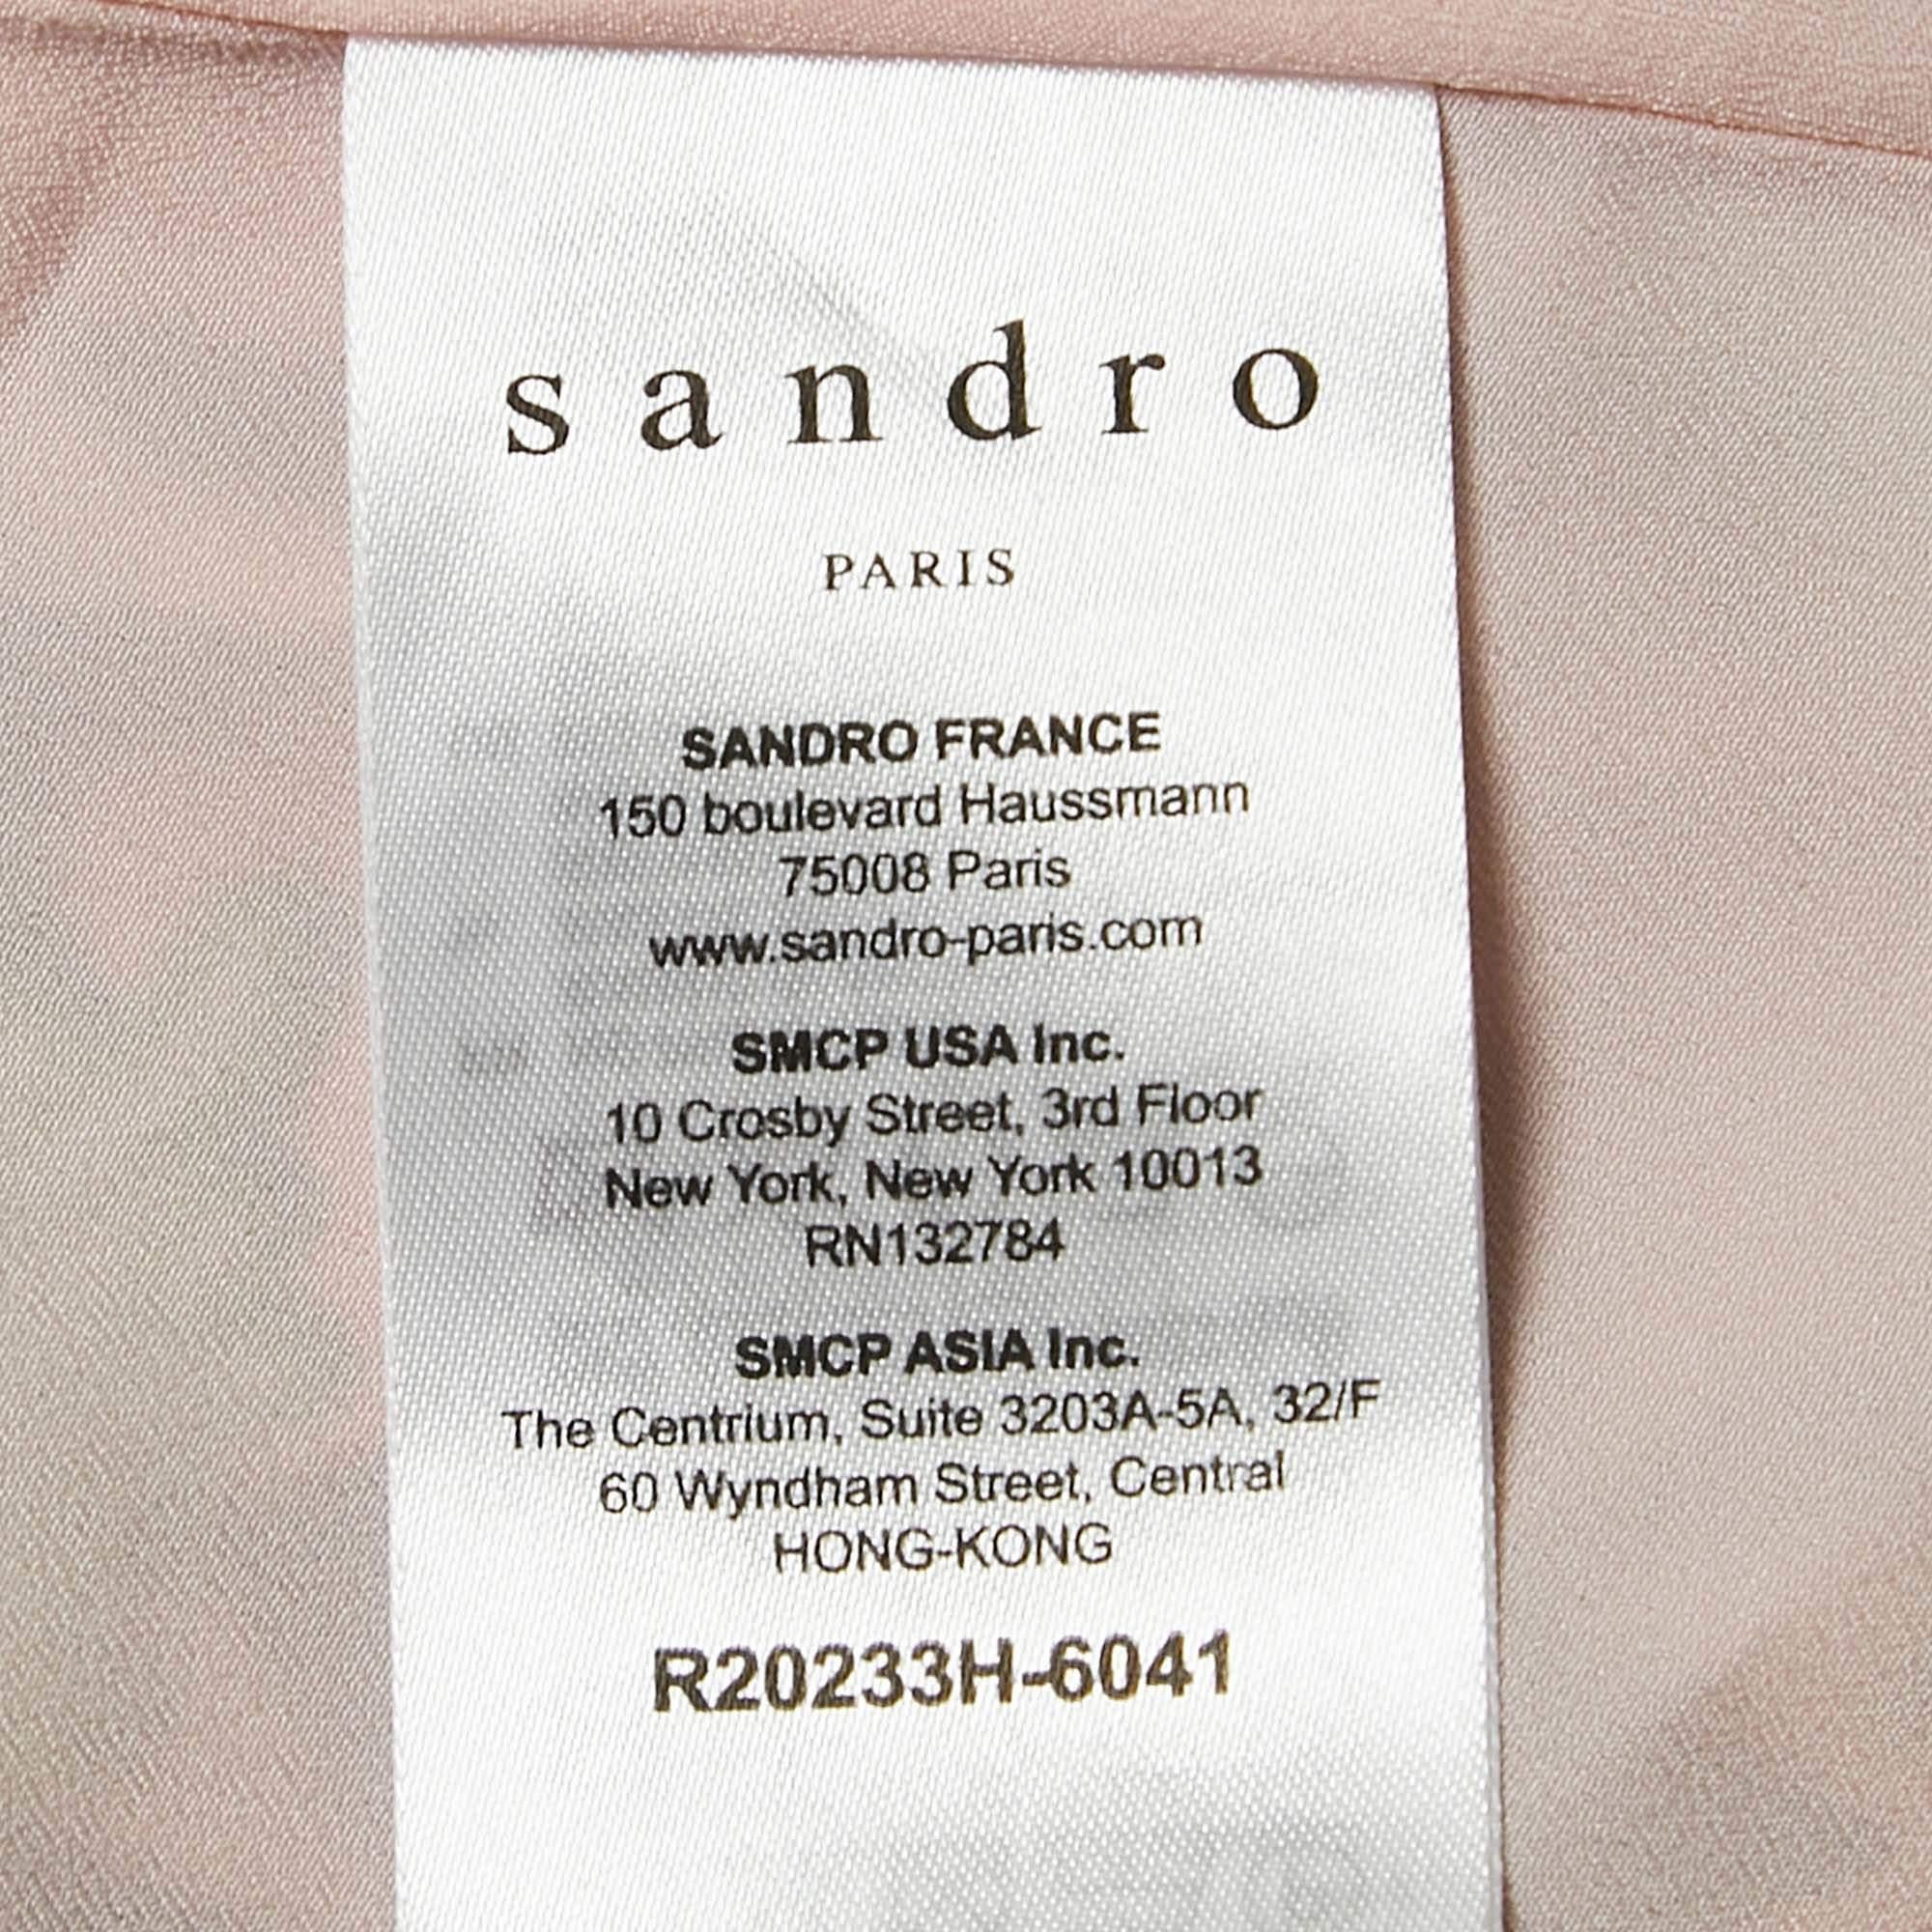 sandro
PARIS
SANDRO FRANCE
150 boulevard Haussmann
75008 Paris
www.sandro-paris.com
SMCP USA Inc.
10 Crosby Street, 3rd Floor
New York, New York 10013
RN132784
SMCP ASIA Inc.
The Centrium, Suite 3203A-5A, 32/F
60 Wyndham Street, Central
HONG-KONG
R20233H-6041